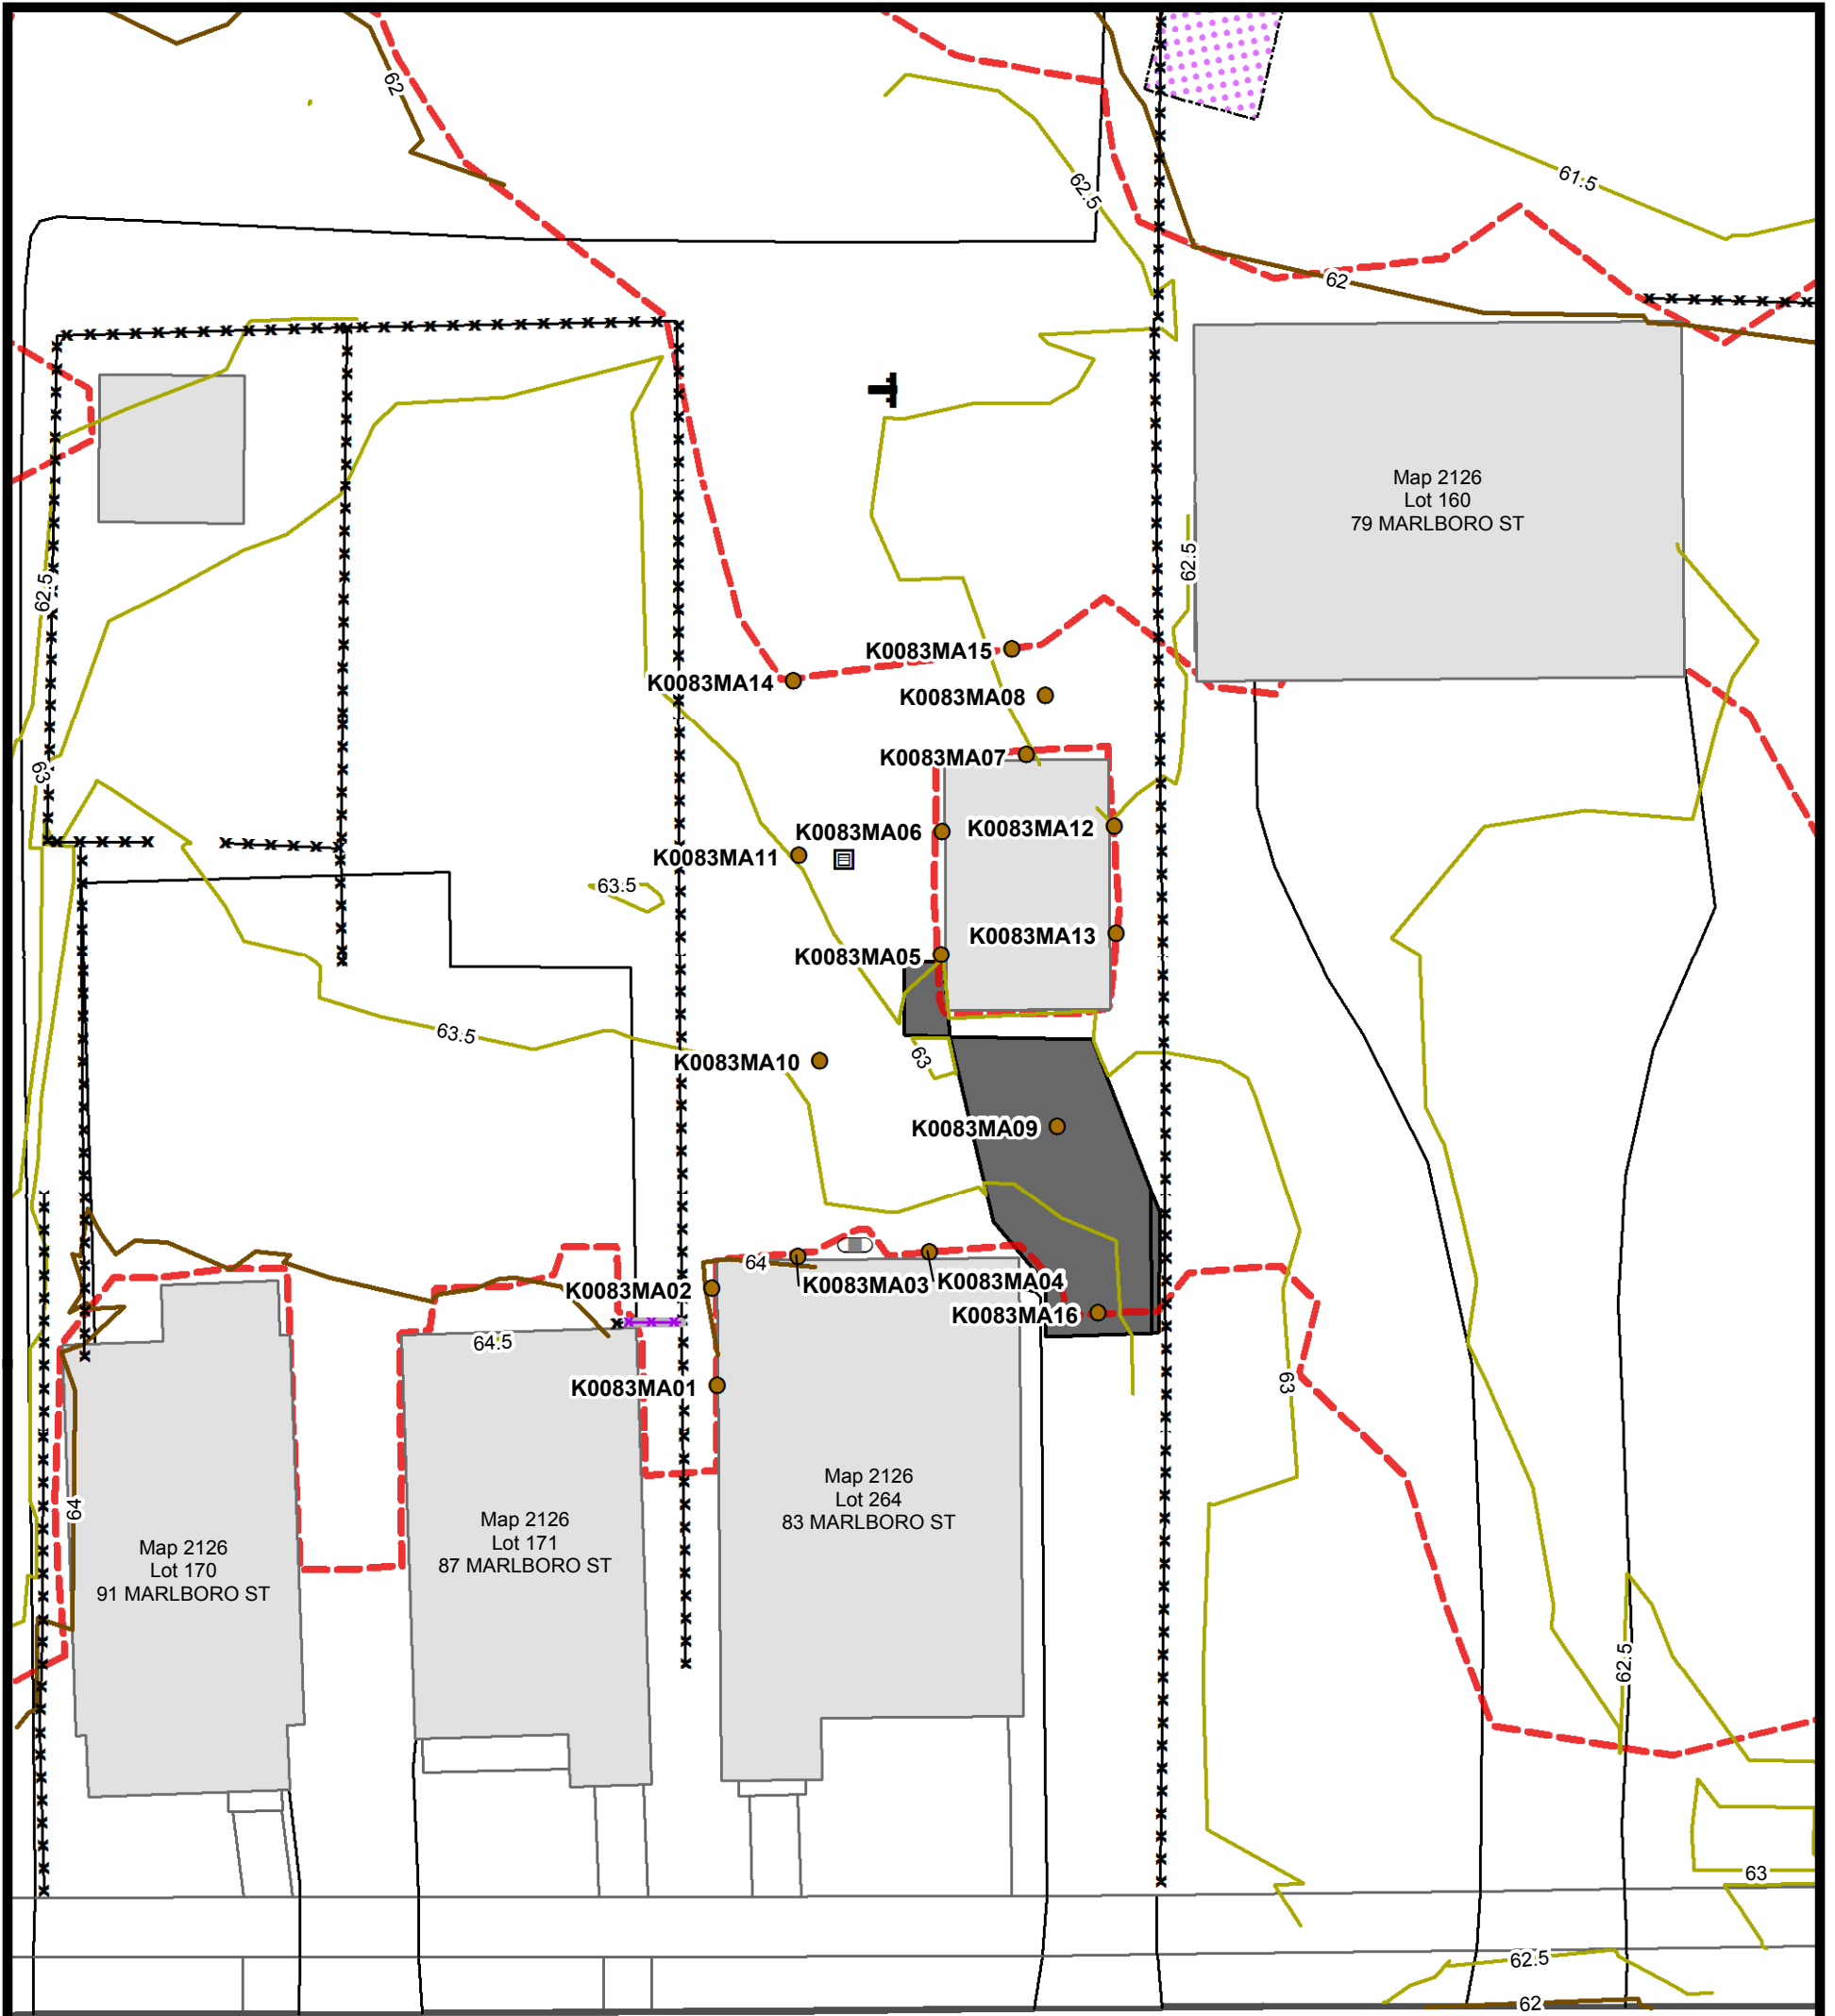 62
62.5
61.5
62
Map 2126
Lot 160
79 MARLBORO ST
62.5
62.5
K0083MA15
K0083MA14
K0083MA08
K0083MA07
63
K0083MA06
K0083MA12
K0083MA11
63.5
K0083MA13
K0083MA05
63.5
63
K0083MA10
K0083MA09
64
K0083MA03
K0083MA04
K0083MA02
K0083MA16
64.5
K0083MA01
63
64
Map 2126
Lot 264
83 MARLBORO ST
Map 2126
Lot 171
87 MARLBORO ST
Map 2126
Lot 170
91 MARLBORO ST
62.5
63
62.5
62